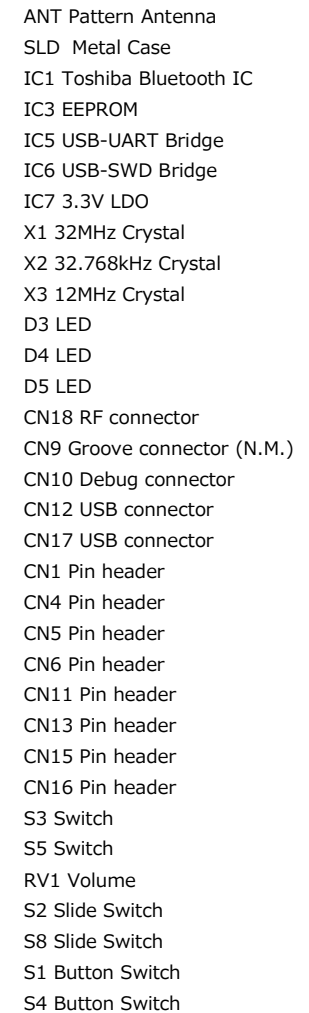 ANT Pattern Antenna
SLD Metal Case
IC1 Toshiba Bluetooth IC
IC3 EEPROM
IC5 USB-UART Bridge
IC6 USB-SWD Bridge
IC7 3.3V LDO
X1 32MHz Crystal
X2 32.768kHz Crystal
X3 12MHz Crystal
D3 LED
D4 LED
D5 LED
CN18 RF connector
CN9 Groove connector (N.M.)
CN10 Debug connector
CN12 USB connector
CN17 USB connector
CN1 Pin header
CN4 Pin header
CN5 Pin header
CN6 Pin header
CN11 Pin header
CN13 Pin header
CN15 Pin header
CN16 Pin header
S3 Switch
S5 Switch
RV1 Volume
S2 Slide Switch
S8 Slide Switch
S1 Button Switch
S4 Button Switch